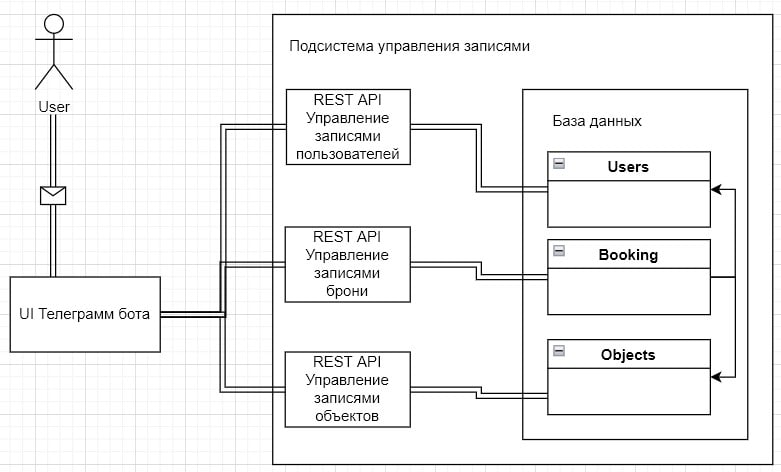 Подсистема управления записями
User
REST API
Управление
записями
пользователей
База данных
Users
REST API
Управление
записями
брони
Booking
UI Телеграмм бота
REST API
Управление
записями
объектов
Objects